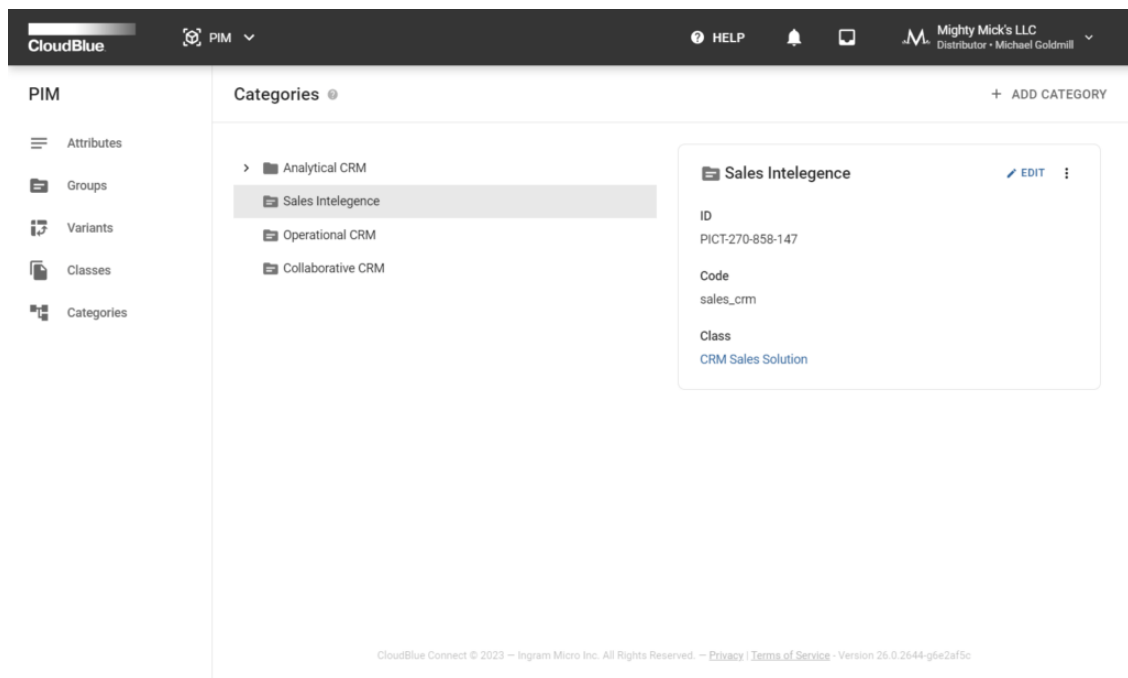 CloudBlue
PIM
HELP
Mighty Mick's LLC
Distributor • Michael Goldmill
PIM
Attributes
Groups
Variants
Classes
Categories
Categories
+ ADD CATEGORY
Analytical CRM
Sales Intelegence
Operational CRM
Collaborative CRM
Sales Intelegence
EDIT
ID
PICT-270-858-147
Code
sales_crm
Class
CRM Sales Solution
CloudBlue Connect © 2023 — Ingram Micro Inc. All Rights Reserved. — Privacy | Terms of Service - Version 26.0.2644-g6e2af5c